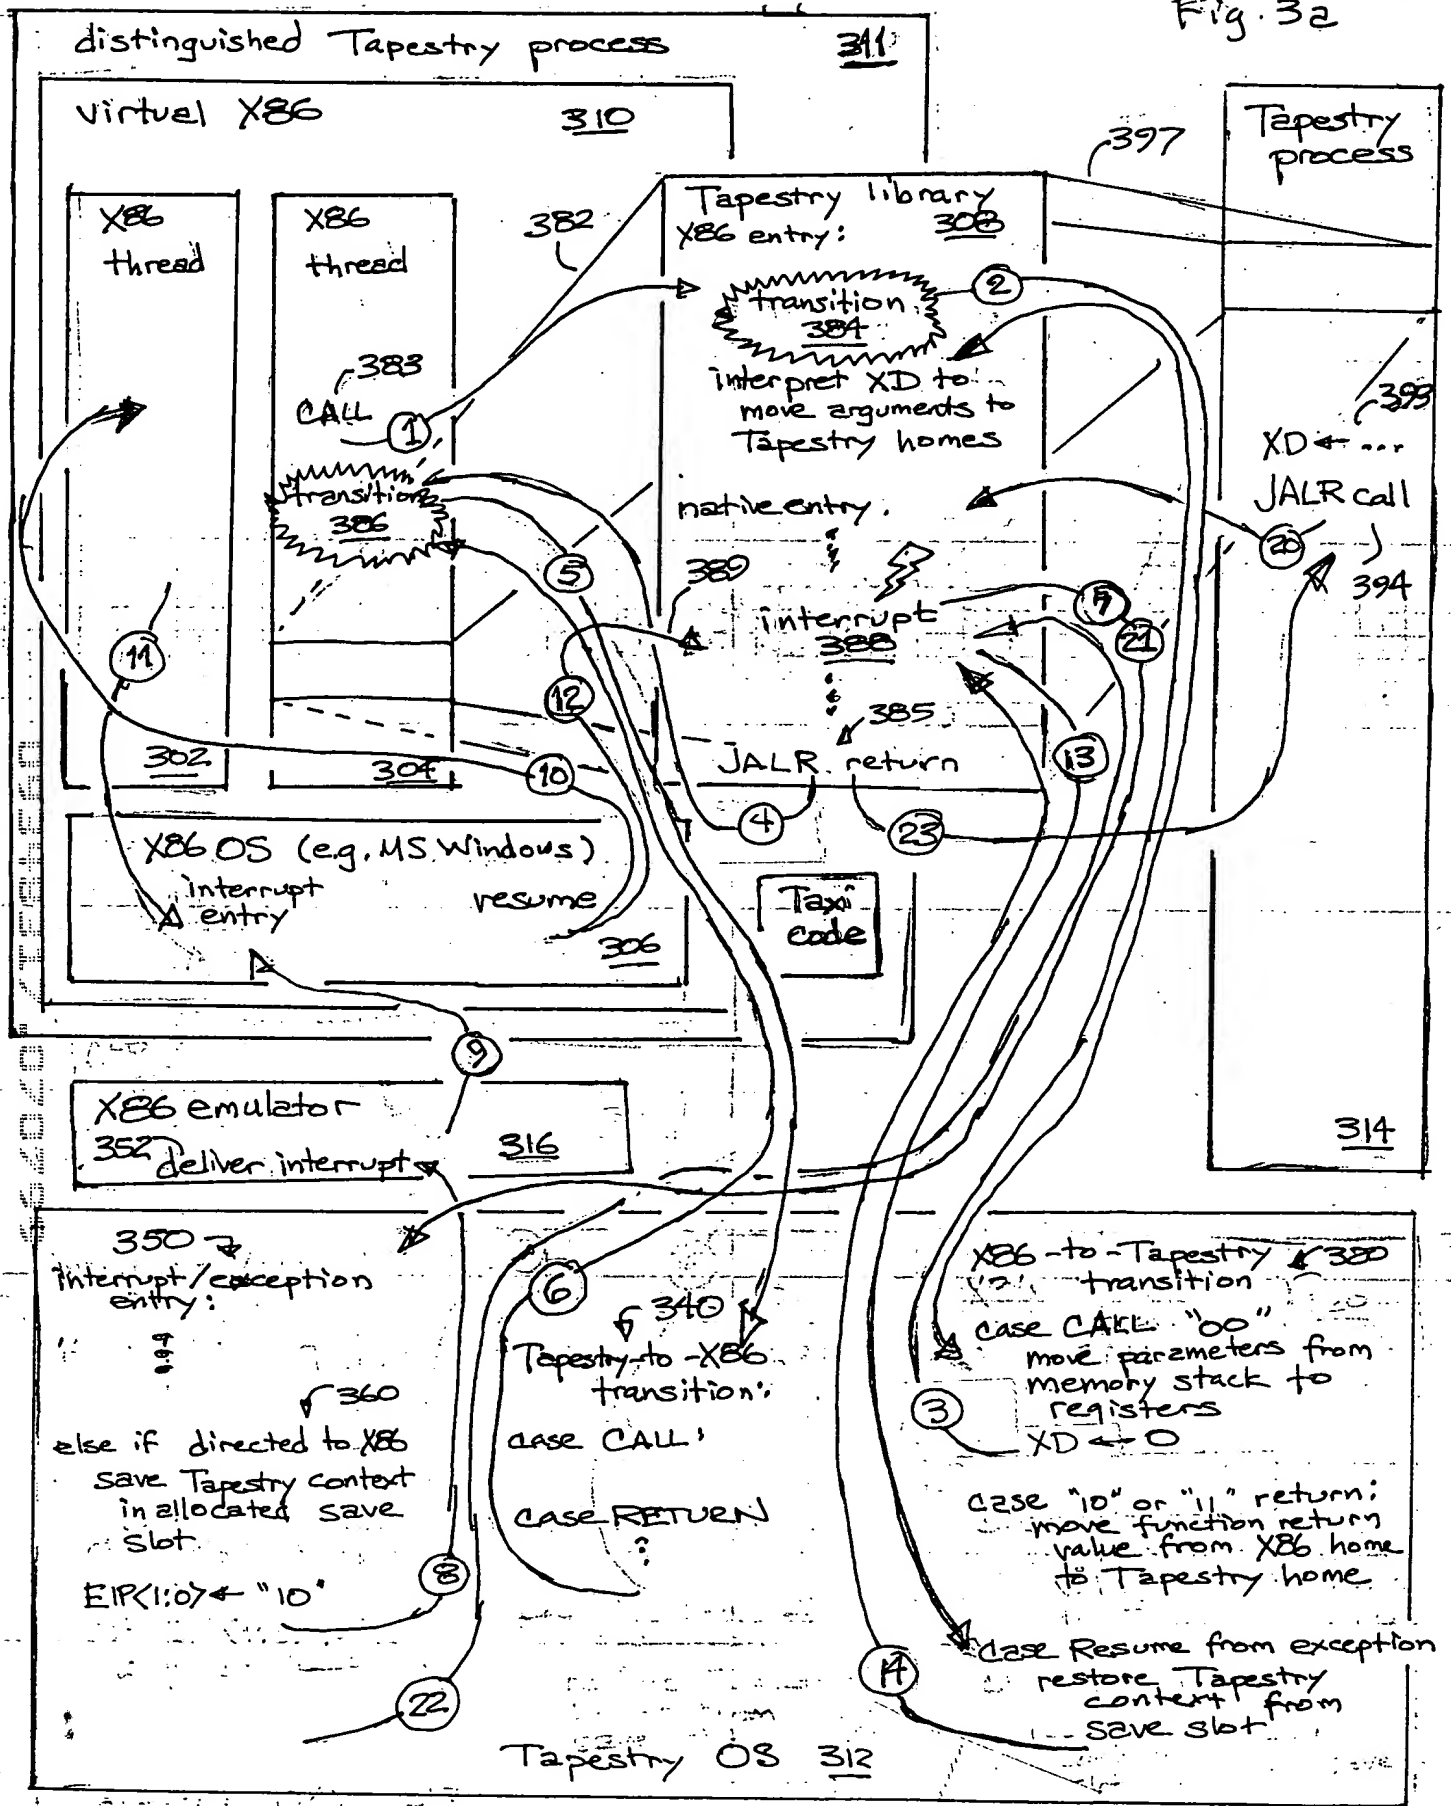 Fig. 3a
distinguished Tapestry process 311
Virtual X86 310
397
Tapestry
process
X86
thread
X86
thread
382
Tapestry library
X86 entry: 308
transition
384
2
interpret XD to
move arguments to
Tapestry homes
383
CALL
1
393
XD ← ...
JALR call
394
20
transition
386
native entry.
5
389
interrupt
388
7
21
11
12
13
385
JALR return
302
304
10
4
23
X86 OS (e.g. MS Windows)
interrupt
entry
resume
306
Taxi
code
9
X86 emulator
352 deliver interrupt
316
314
350
interrupt/exception
entry:
360
else if directed to X86
save Tapestry context
in allocated save
slot
EIP<1:0> ← "10"
8
22
6
340
Tapestry-to-X86
transition:
case CALL:
case RETURN
X86-to-Tapestry 380
transition
case CALL "00"
move parameters from
memory stack to
registers
3
XD ← 0
case "10" or "11" return:
move function return
value from X86 home
to Tapestry home
case Resume from exception
restore Tapestry
context from
save slot
14
Tapestry OS 312